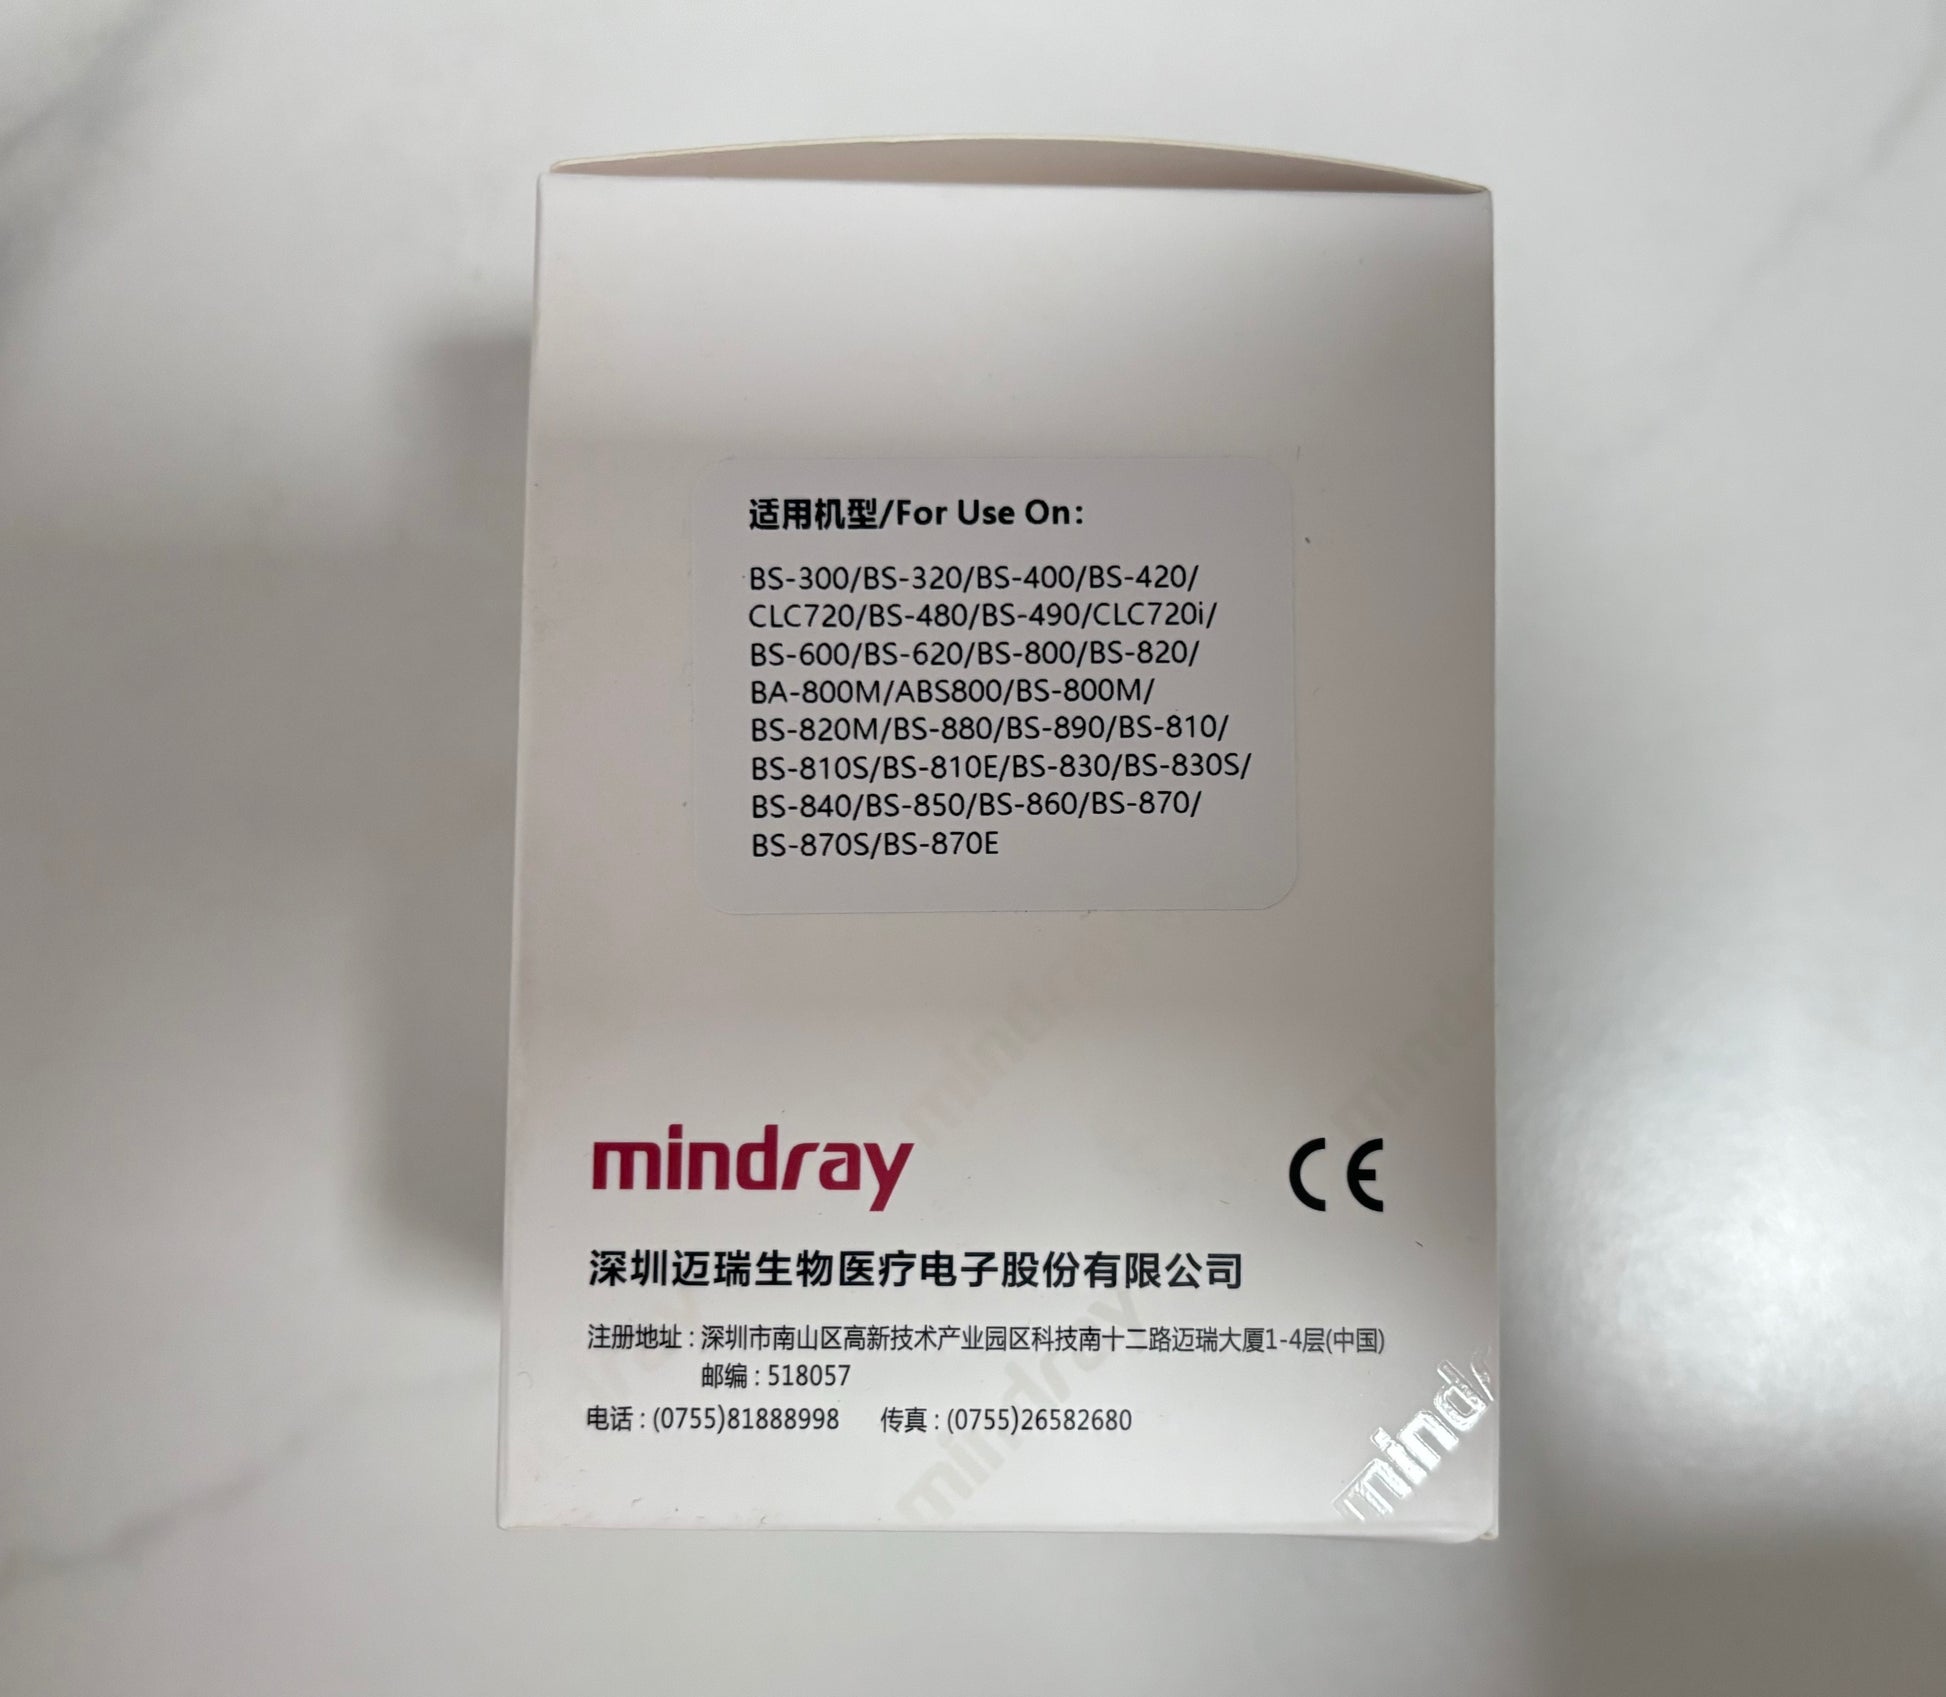 适用机型/For Use On:
BS-300/BS-320/BS-400/BS-420/
CLC720/BS-480/BS-490/CLC720i/
BS-600/BS-620/BS-800/BS-820/
BA-800M/ABS800/BS-800M/
BS-820M/BS-880/BS-890/BS-810/
BS-810S/BS-810E/BS-830/BS-830S/
BS-840/BS-850/BS-860/BS-870/
BS-870S/BS-870E
mindray
mindray
mindray CE
深圳迈瑞生物医疗电子股份有限公司
注册地址:深圳市南山区高新技术产业园区科技南十二路迈瑞大厦1-4层(中国)
邮编:518057
电话:(0755)81888998 传真:(0755)26582680
mindray
mindr